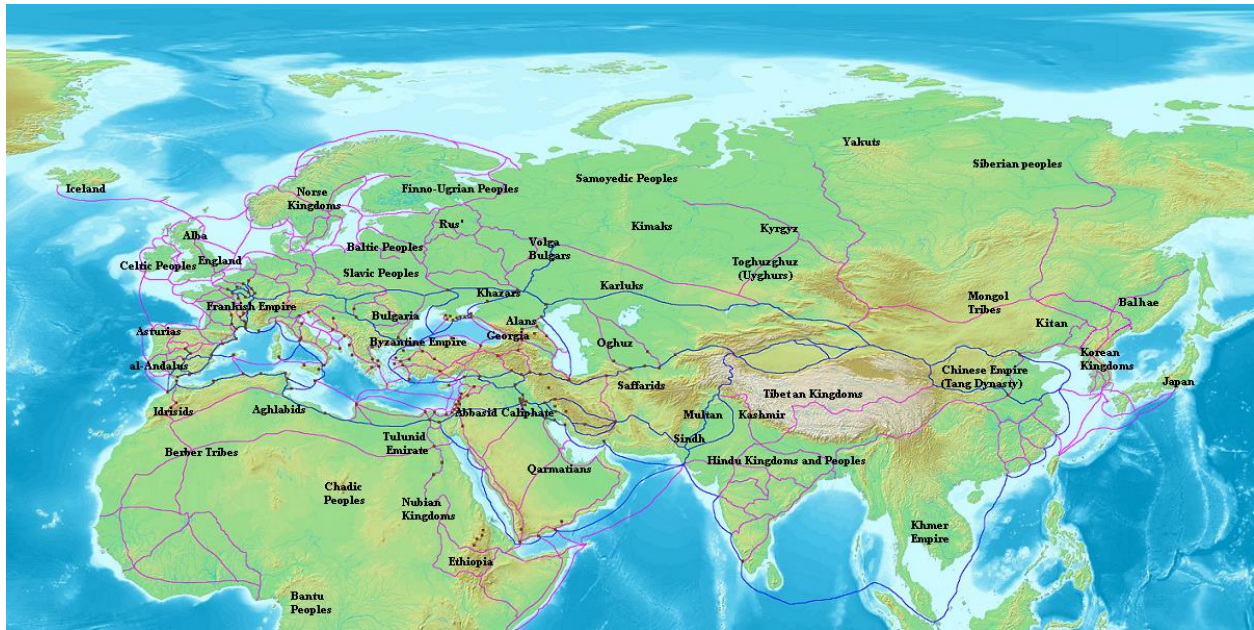 Yakuts
Siberian peoples
Iceland
Norse
Kingdoms
Finno-Ugrian Peoples
Samoyedic Peoples
Rus'
Kimaks
Kyrgyz
Alba
Baltic Peoples
Volga
Bulgars
Celtic Peoples
England
Slavic Peoples
Toghuzghuz
(Uyghurs)
Khazars
Karluks
Frankish Empire
Bulgaria
Alans
Mongol
Tribes
Balhae
Kitan
Asturias
Byzantine Empire
Georgia
Oghuz
al-Andalus
Korean
Kingdoms
Saffarids
Chinese Empire
(Tang Dynasty)
Japan
Tibetan Kingdoms
Idrisids
Aghlabids
Abbasid Caliphate
Multan
Kashmir
Tulunid
Emirate
Sindh
Berber Tribes
Hindu Kingdoms and Peoples
Qarmatians
Chadic
Peoples
Nubian
Kingdoms
Khmer
Empire
Ethiopia
Bantu
Peoples